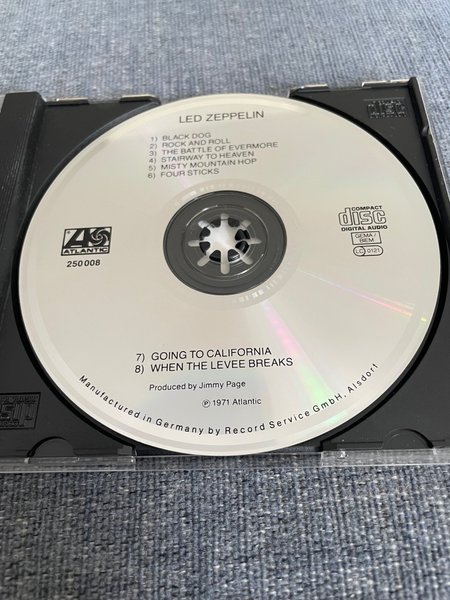 LED ZEPPELIN
1) BLACK DOG
2) ROCK AND ROLL
3) THE BATTLE OF EVERMORE
4) STAIRWAY TO HEAVEN
5) MISTY MOUNTAIN HOP
6) FOUR STICKS
ATLANTIC
250 008
COMPACT
disc
DIGITAL AUDIO
GEMA/
BIEM
LC 0121
7) GOING TO CALIFORNIA
8) WHEN THE LEVEE BREAKS
Produced by Jimmy Page
℗ 1971 Atlantic
Manufactured in Germany by Record Service GmbH, Alsdorf